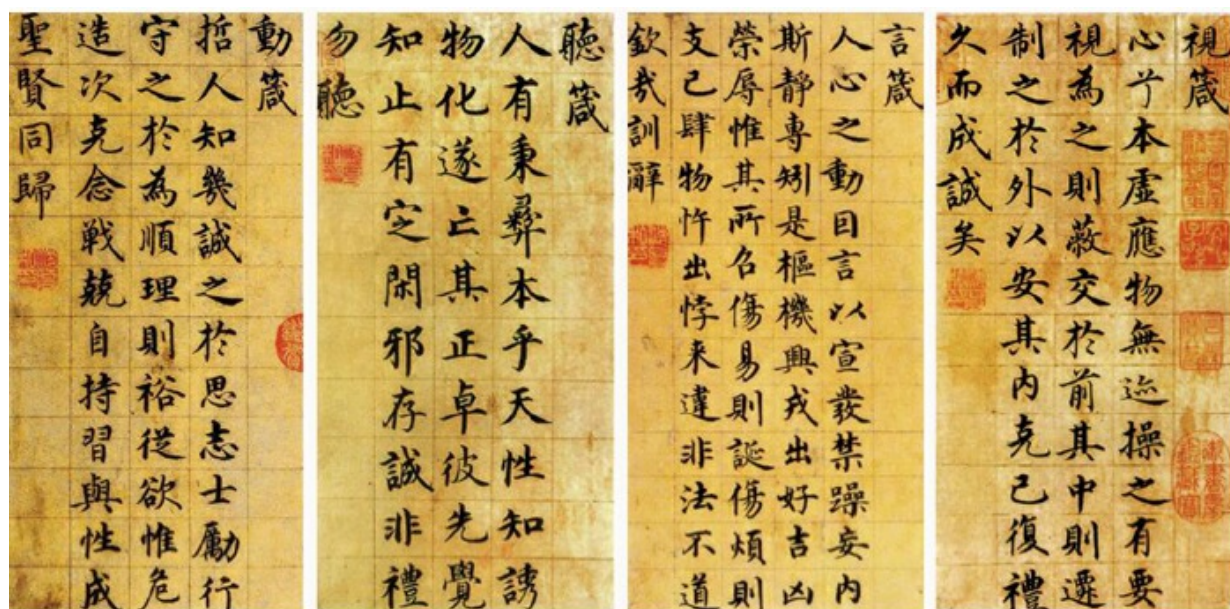 視箴
心兮本虛應物無迹操之有要
視為之則蔽交於前其中則遷
制之於外以安其內克己復禮
久而成誠矣
言箴
人心之動因言以宣發禁躁妄內
斯靜專矧是樞機興戎出好吉凶
榮辱惟其所召傷易則誕傷煩則
支己肆物忤出悖来違非法不道
欽哉訓辭
聽箴
人有秉彝本乎天性知誘
物化遂亡其正卓彼先覺
知止有定閑邪存誠非禮
勿聽
動箴
哲人知幾誠之於思志士勵行
守之於為順理則裕從欲惟危
造次克念戰兢自持習與性成
聖賢同歸